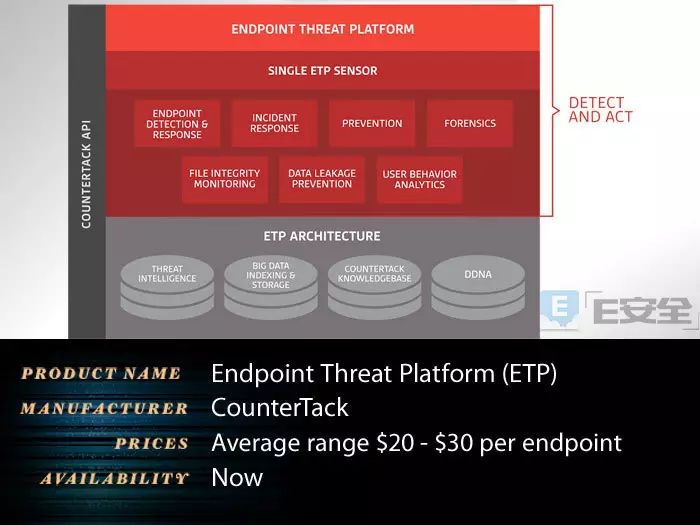 ENDPOINT THREAT PLATFORM
SINGLE ETP SENSOR
COUNTERTACK API
ENDPOINT
DETECTION &
RESPONSE
INCIDENT
RESPONSE
PREVENTION
FORENSICS
DETECT
AND ACT
FILE INTEGRITY
MONITORING
DATA LEAKAGE
PREVENTION
USER BEHAVIOR
ANALYTICS
ETP ARCHITECTURE
THREAT
INTELLIGENCE
BIG DATA
INDEXING &
STORAGE
COUNTERTACK
KNOWLEDGEBASE
DDNA
E
E安全
PRODUCT NAME Endpoint Threat Platform (ETP)
MANUFACTURER CounterTack
PRICES Average range $20 - $30 per endpoint
AVAILABILITY Now